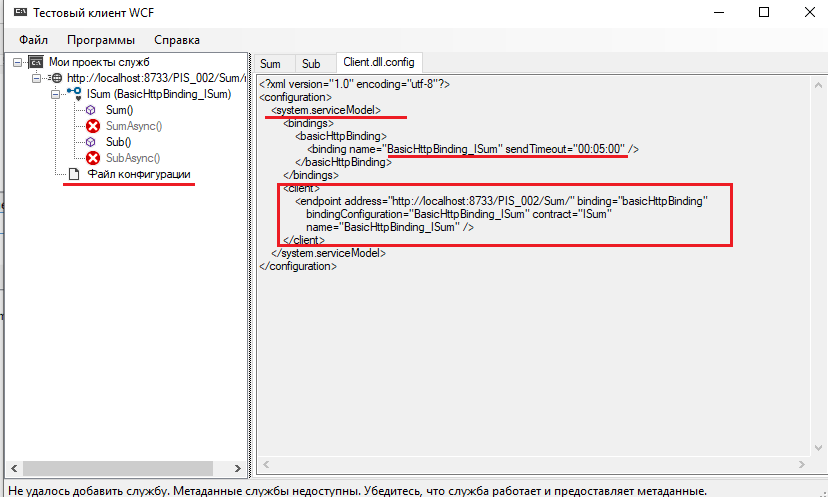 Тестовый клиент WCF
Файл Программы Справка
Мои проекты служб
http://localhost:8733/PIS_002/Sum/
ISum (BasicHttpBinding_ISum)
Sum()
SumAsync()
Sub()
SubAsync()
Файл конфигурации
Sum Sub Client.dll.config
<?xml version="1.0" encoding="utf-8"?>
<configuration>
<system.serviceModel>
<bindings>
<basicHttpBinding>
<binding name="BasicHttpBinding_ISum" sendTimeout="00:05:00" />
</basicHttpBinding>
</bindings>
<client>
<endpoint address="http://localhost:8733/PIS_002/Sum/" binding="basicHttpBinding"
bindingConfiguration="BasicHttpBinding_ISum" contract="ISum"
name="BasicHttpBinding_ISum" />
</client>
</system.serviceModel>
</configuration>
Не удалось добавить службу. Метаданные службы недоступны. Убедитесь, что служба работает и предоставляет метаданные.